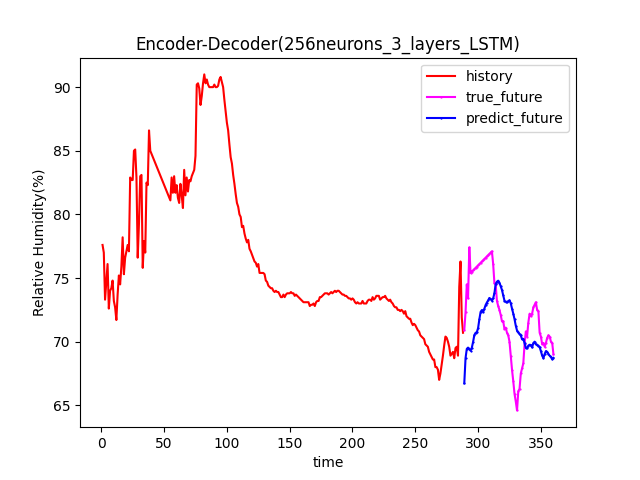 Encoder-Decoder(256neurons_3_layers_LSTM)
history
true_future
predict_future
Relative Humidity(%)
90
85
80
75
70
65
0 50 100 150 200 250 300 350
time